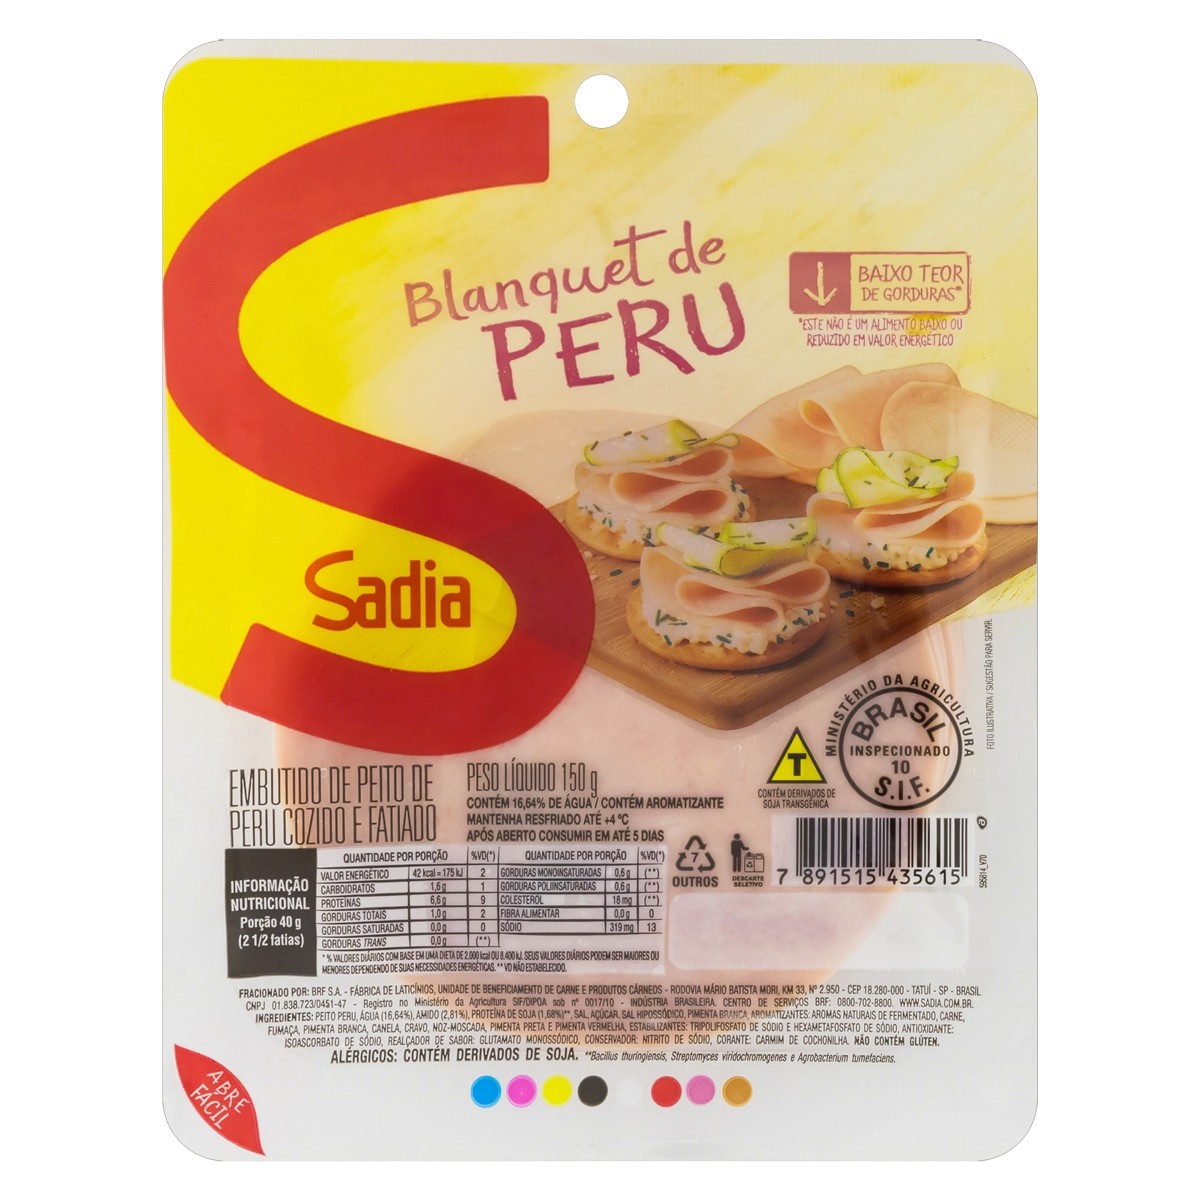 Sadia
Blanquet de
PERU
BAIXO TEOR
DE GORDURAS*
*ESTE NÃO É UM ALIMENTO BAIXO OU
REDUZIDO EM VALOR ENERGÉTICO
FOTO ILUSTRATIVA / SUGESTÃO PARA SERVIR.
MINISTÉRIO DA AGRICULTURA
BRASIL
INSPECIONADO
10
S.I.F.
T
CONTÉM DERIVADOS DE
SOJA TRANSGÊNICA
EMBUTIDO DE PEITO DE
PERU COZIDO E FATIADO
PESO LÍQUIDO 150 g
CONTÉM 16,64% DE ÁGUA / CONTÉM AROMATIZANTE
MANTENHA RESFRIADO ATÉ +4 °C
APÓS ABERTO CONSUMIR EM ATÉ 5 DIAS
INFORMAÇÃO
NUTRICIONAL
Porção 40 g
(2 1/2 fatias)
QUANTIDADE POR PORÇÃO %VD(*) QUANTIDADE POR PORÇÃO %VD(*)
VALOR ENERGÉTICO 42 kcal = 175 kJ 2 GORDURAS MONOINSATURADAS 0,6 g (**)
CARBOIDRATOS 1,6 g 1 GORDURAS POLIINSATURADAS 0,6 g (**)
PROTEÍNAS 6,6 g 9 COLESTEROL 18 mg (**)
GORDURAS TOTAIS 1,0 g 2 FIBRA ALIMENTAR 0,0 g 0
GORDURAS SATURADAS 0,0 g 0 SÓDIO 319 mg 13
GORDURAS TRANS 0,0 g (**)
* % VALORES DIÁRIOS COM BASE EM UMA DIETA DE 2.000 kcal OU 8.400 kJ. SEUS VALORES DIÁRIOS PODEM SER MAIORES OU
MENORES DEPENDENDO DE SUAS NECESSIDADES ENERGÉTICAS. ** VD NÃO ESTABELECIDO.
7
OUTROS
DESCARTE
SELETIVO
7 891515 435615
595614_V70
FRACIONADO POR: BRF S.A. - FÁBRICA DE LATICÍNIOS, UNIDADE DE BENEFICIAMENTO DE CARNE E PRODUTOS CÁRNEOS - RODOVIA MÁRIO BATISTA MORI, KM 33, Nº 2.950 - CEP 18.280-000 - TATUÍ - SP - BRASIL
CNPJ 01.838.723/0451-47 - Registro no Ministério da Agricultura SIF/DIPOA sob nº 0017/10 - INDÚSTRIA BRASILEIRA. CENTRO DE SERVIÇOS BRF: 0800-702-8800. WWW.SADIA.COM.BR.
INGREDIENTES: PEITO PERU, ÁGUA (16,64%), AMIDO (2,81%), PROTEÍNA DE SOJA (1,68%)**, SAL, AÇÚCAR, SAL HIPOSSÓDICO, PIMENTA BRANCA, AROMATIZANTES: AROMAS NATURAIS DE FERMENTADO, CARNE,
FUMAÇA, PIMENTA BRANCA, CANELA, CRAVO, NOZ-MOSCADA, PIMENTA PRETA E PIMENTA VERMELHA, ESTABILIZANTES: TRIPOLIFOSFATO DE SÓDIO E HEXAMETAFOSFATO DE SÓDIO, ANTIOXIDANTE:
ISOASCORBATO DE SÓDIO, REALÇADOR DE SABOR: GLUTAMATO MONOSSÓDICO, CONSERVADOR: NITRITO DE SÓDIO, CORANTE: CARMIM DE COCHONILHA. NÃO CONTÉM GLÚTEN.
ALÉRGICOS: CONTÉM DERIVADOS DE SOJA. **Bacillus thuringiensis, Streptomyces viridochromogenes e Agrobacterium tumefaciens.
ABRE
FÁCIL